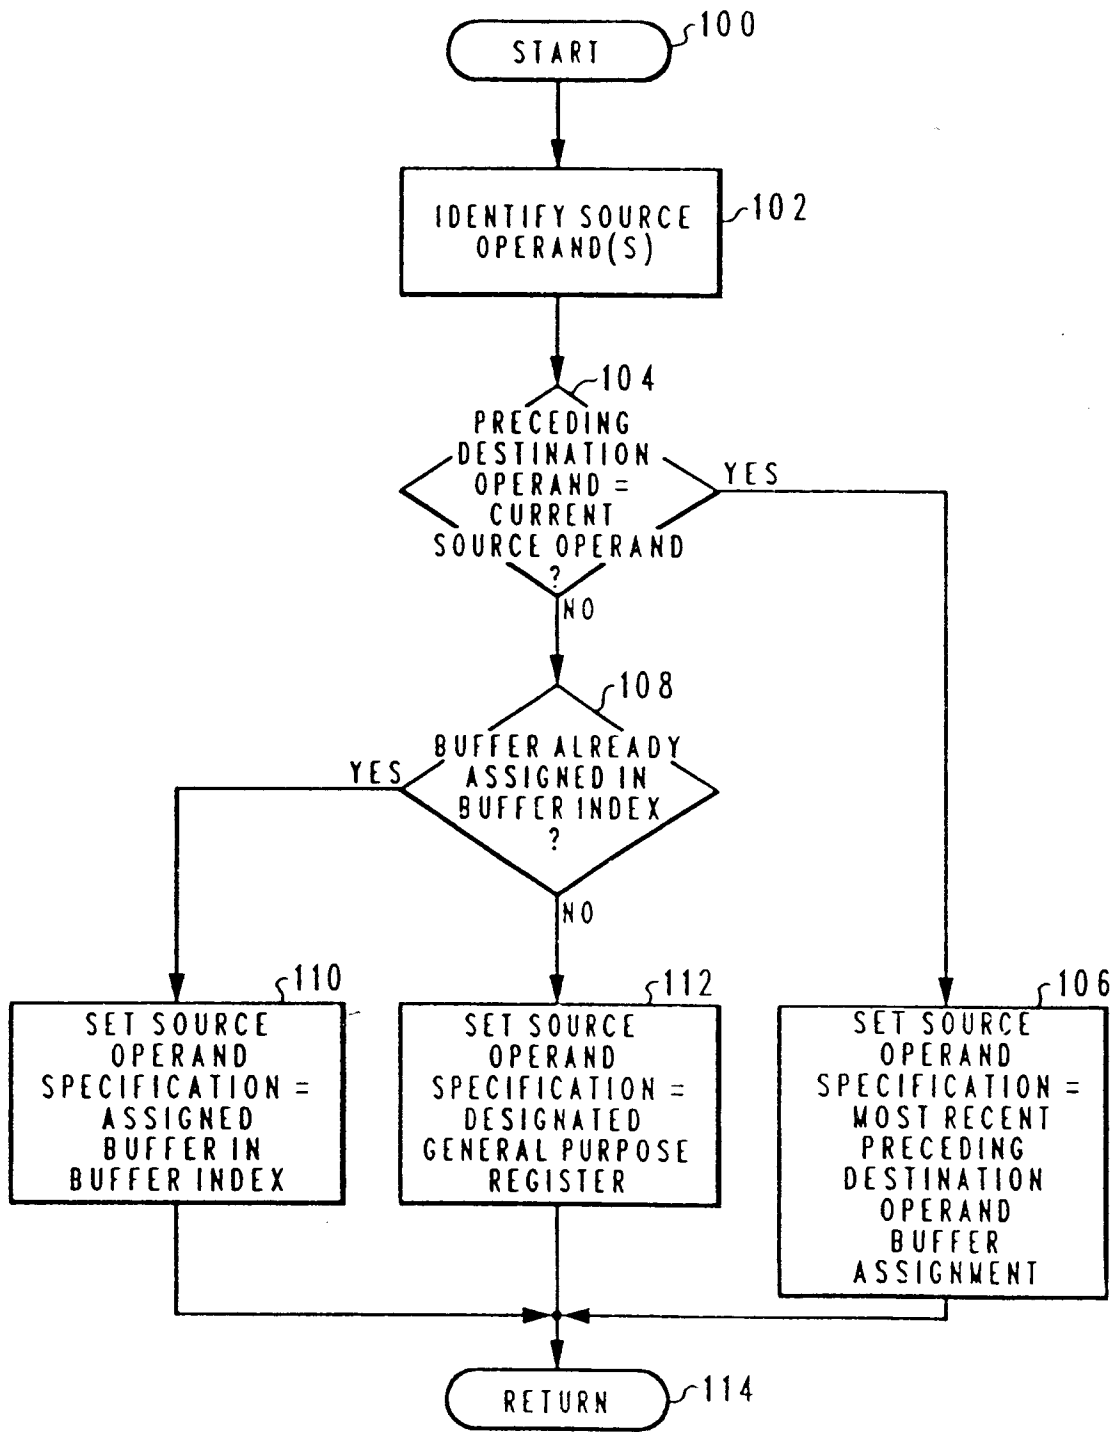 START
100
IDENTIFY SOURCE
OPERAND(S)
102
104
PRECEDING
DESTINATION
OPERAND =
CURRENT
SOURCE OPERAND
?
YES
NO
108
BUFFER ALREADY
ASSIGNED IN
BUFFER INDEX
?
YES
NO
110
SET SOURCE
OPERAND
SPECIFICATION =
ASSIGNED
BUFFER IN
BUFFER INDEX
112
SET SOURCE
OPERAND
SPECIFICATION =
DESIGNATED
GENERAL PURPOSE
REGISTER
106
SET SOURCE
OPERAND
SPECIFICATION =
MOST RECENT
PRECEDING
DESTINATION
OPERAND
BUFFER
ASSIGNMENT
RETURN
114